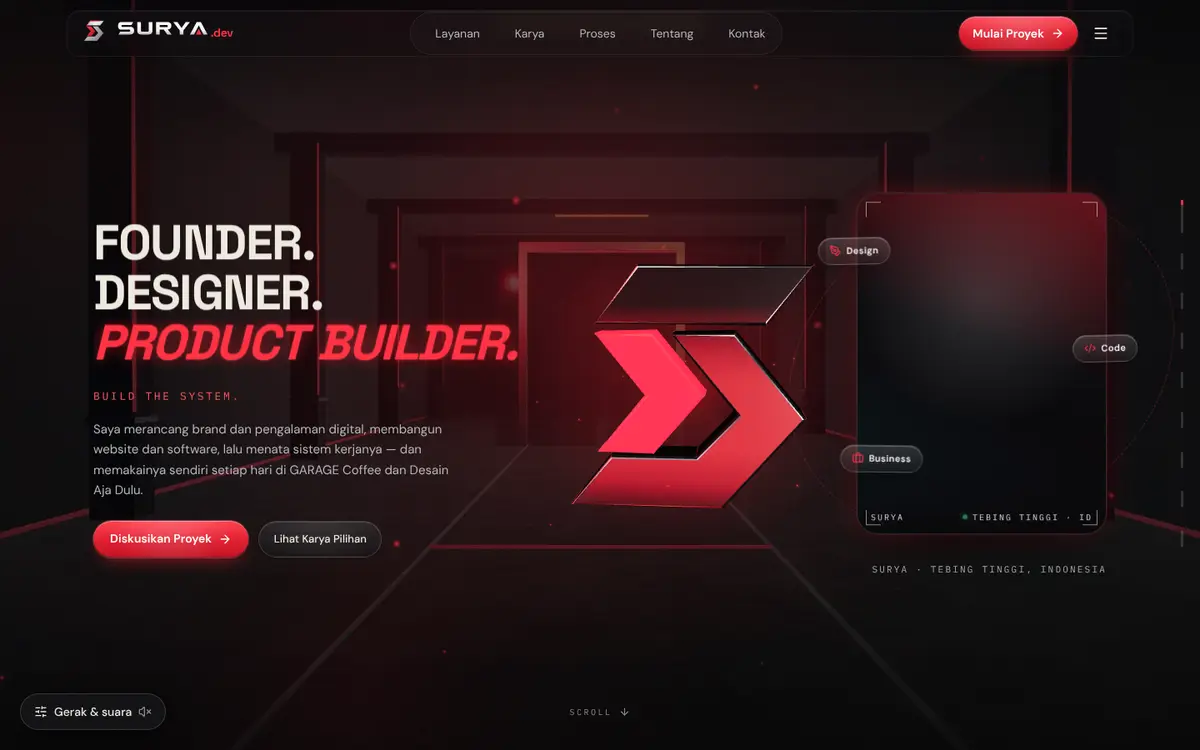 SURYA.dev
Layanan
Karya
Proses
Tentang
Kontak
Mulai Proyek →
FOUNDER.
DESIGNER.
PRODUCT BUILDER.
BUILD THE SYSTEM.
Saya merancang brand dan pengalaman digital, membangun
website dan software, lalu menata sistem kerjanya — dan
memakainya sendiri setiap hari di GARAGE Coffee dan Desain
Aja Dulu.
Diskusikan Proyek →
Lihat Karya Pilihan
Design
</> Code
Business
SURYA
TEBING TINGGI · ID
SURYA · TEBING TINGGI, INDONESIA
Gerak & suara
SCROLL ↓